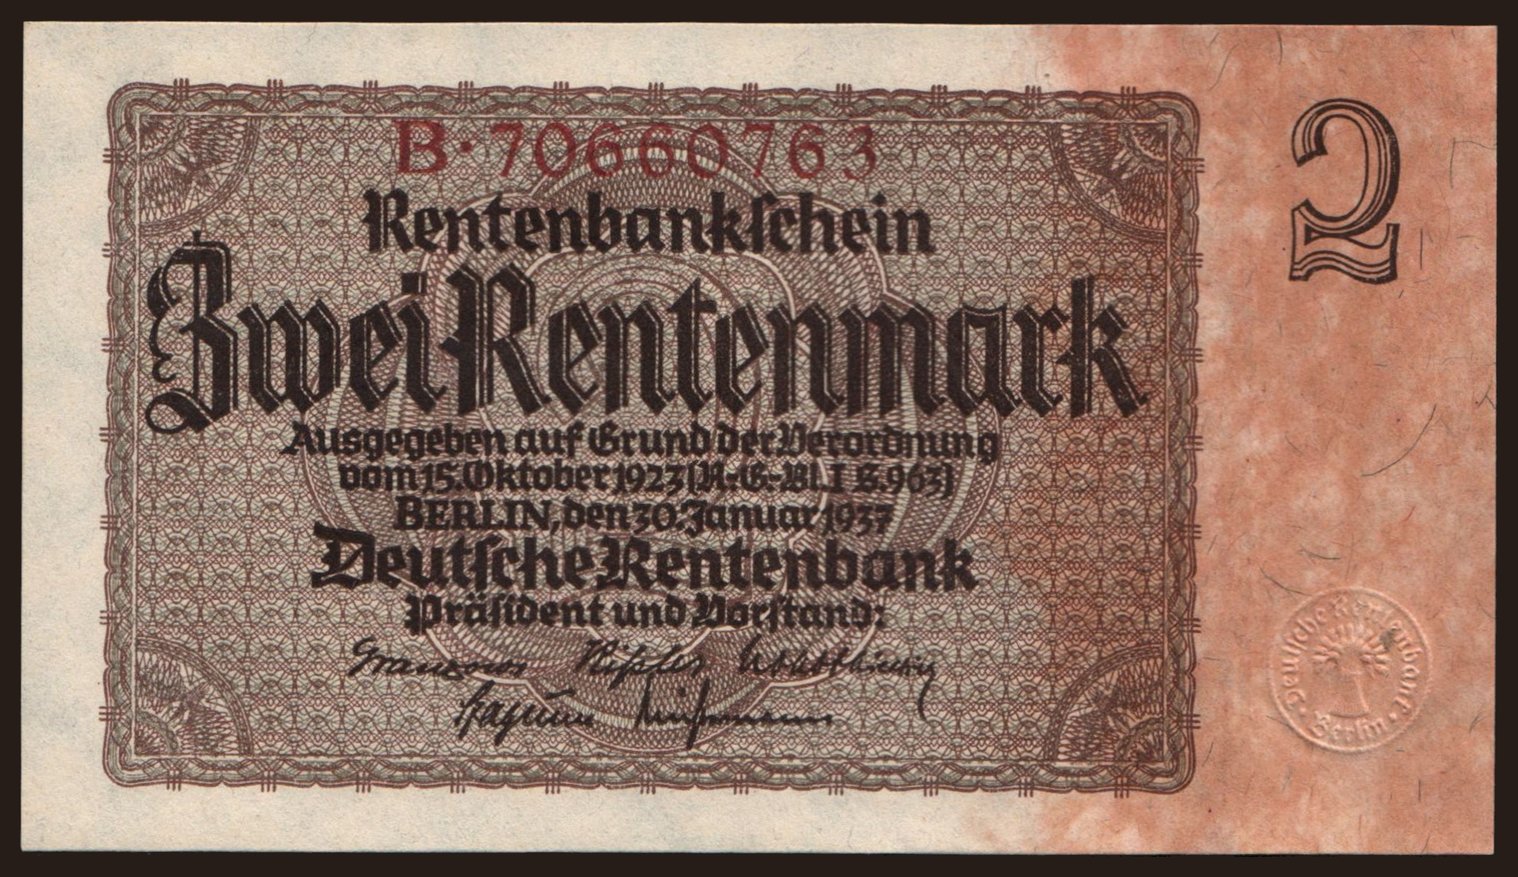 B·70660763
Rentenbankschein
Zwei Rentenmark
Ausgegeben auf Grund der Verordnung
vom 15. Oktober 1923 (R.-G.-Bl. I S. 963)
BERLIN, den 30. Januar 1937
Deutsche Rentenbank
Präsident und Vorstand:
2
Deutsche Rentenbank · Berlin ·